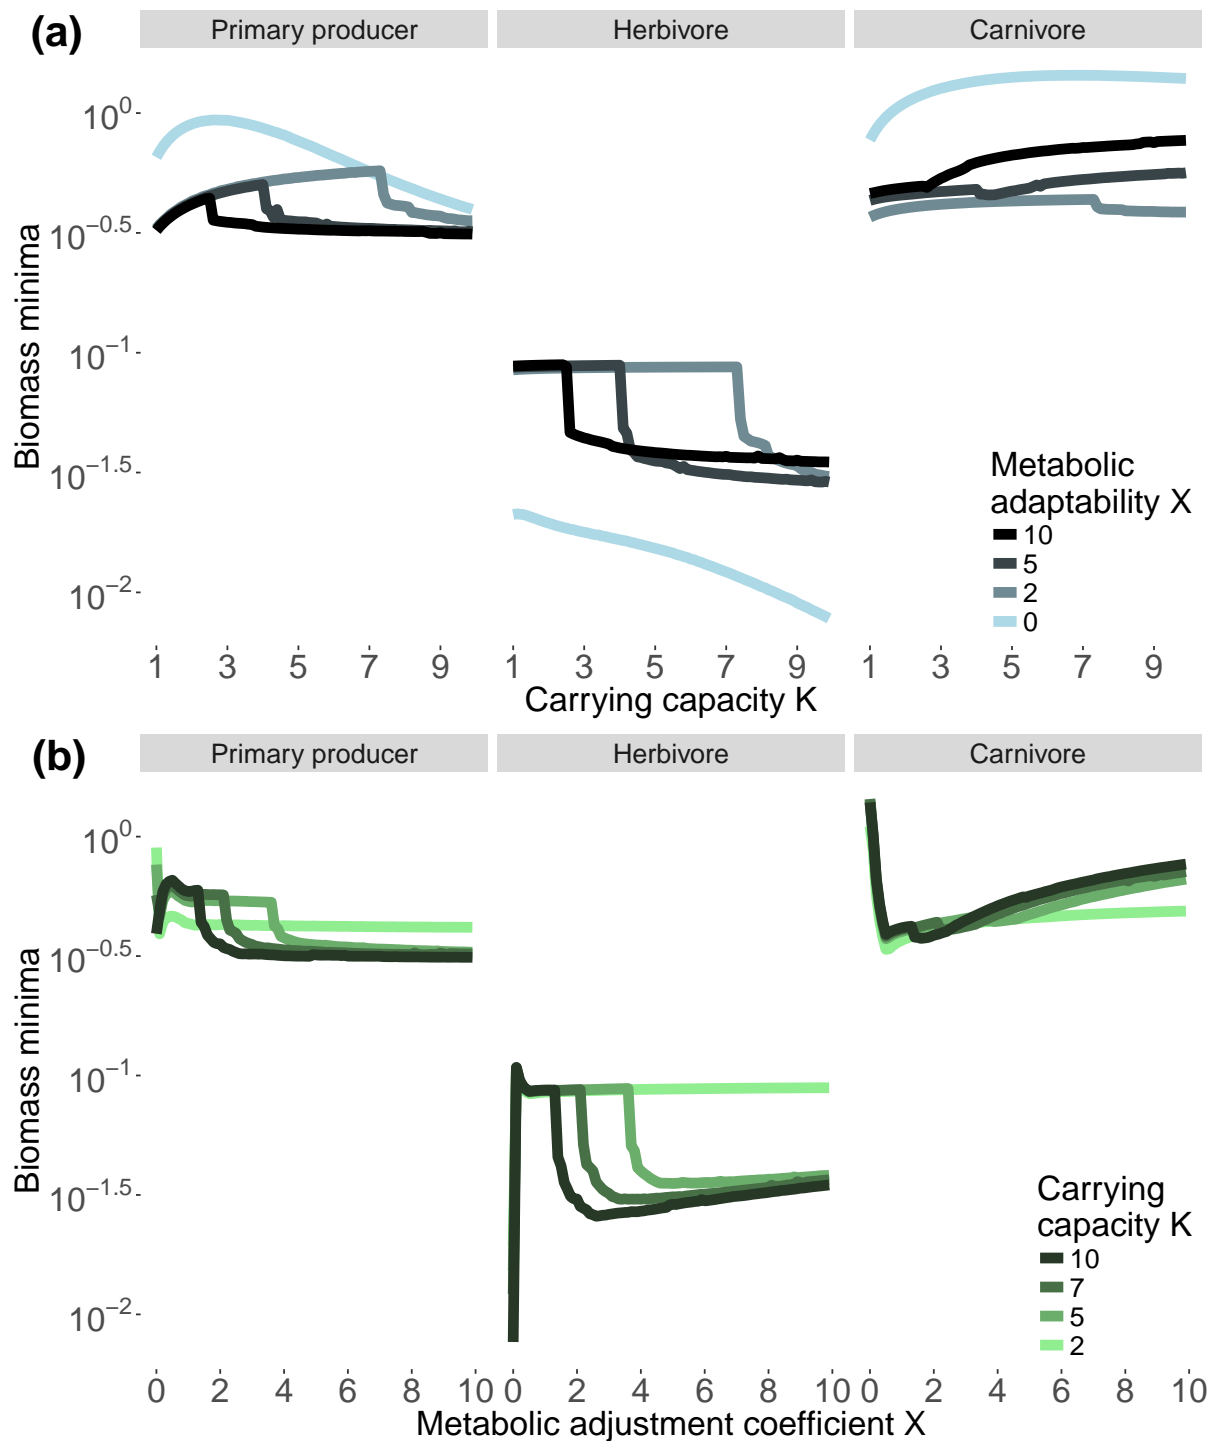 (a)
Primary producer
Herbivore
Carnivore
Biomass minima
10^0
10^−0.5
10^−1
10^−1.5
10^−2
Metabolic
adaptability X
10
5
2
0
1 3 5 7 9
1 3 5 7 9
1 3 5 7 9
Carrying capacity K
(b)
Primary producer
Herbivore
Carnivore
Biomass minima
10^0
10^−0.5
10^−1
10^−1.5
10^−2
Carrying
capacity K
10
7
5
2
0 2 4 6 8 10
0 2 4 6 8 10
0 2 4 6 8 10
Metabolic adjustment coefficient X